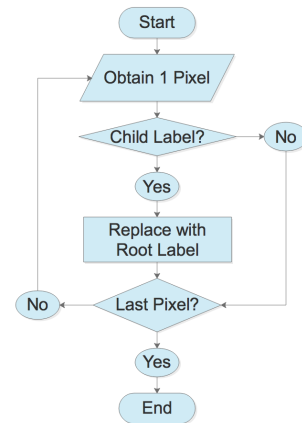 Start
Obtain 1 Pixel
Child Label?
No
Yes
Replace with
Root Label
No
Last Pixel?
Yes
End